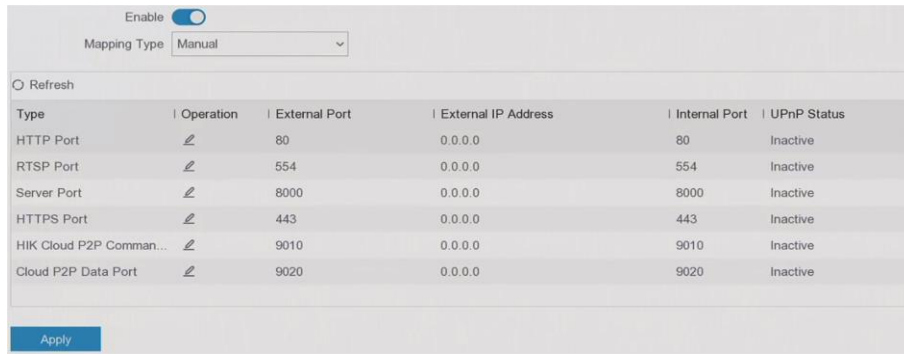 Enable
Mapping Type Manual
Refresh
Type Operation External Port External IP Address Internal Port UPnP Status
HTTP Port 80 0.0.0.0 80 Inactive
RTSP Port 554 0.0.0.0 554 Inactive
Server Port 8000 0.0.0.0 8000 Inactive
HTTPS Port 443 0.0.0.0 443 Inactive
HIK Cloud P2P Comman... 9010 0.0.0.0 9010 Inactive
Cloud P2P Data Port 9020 0.0.0.0 9020 Inactive
Apply